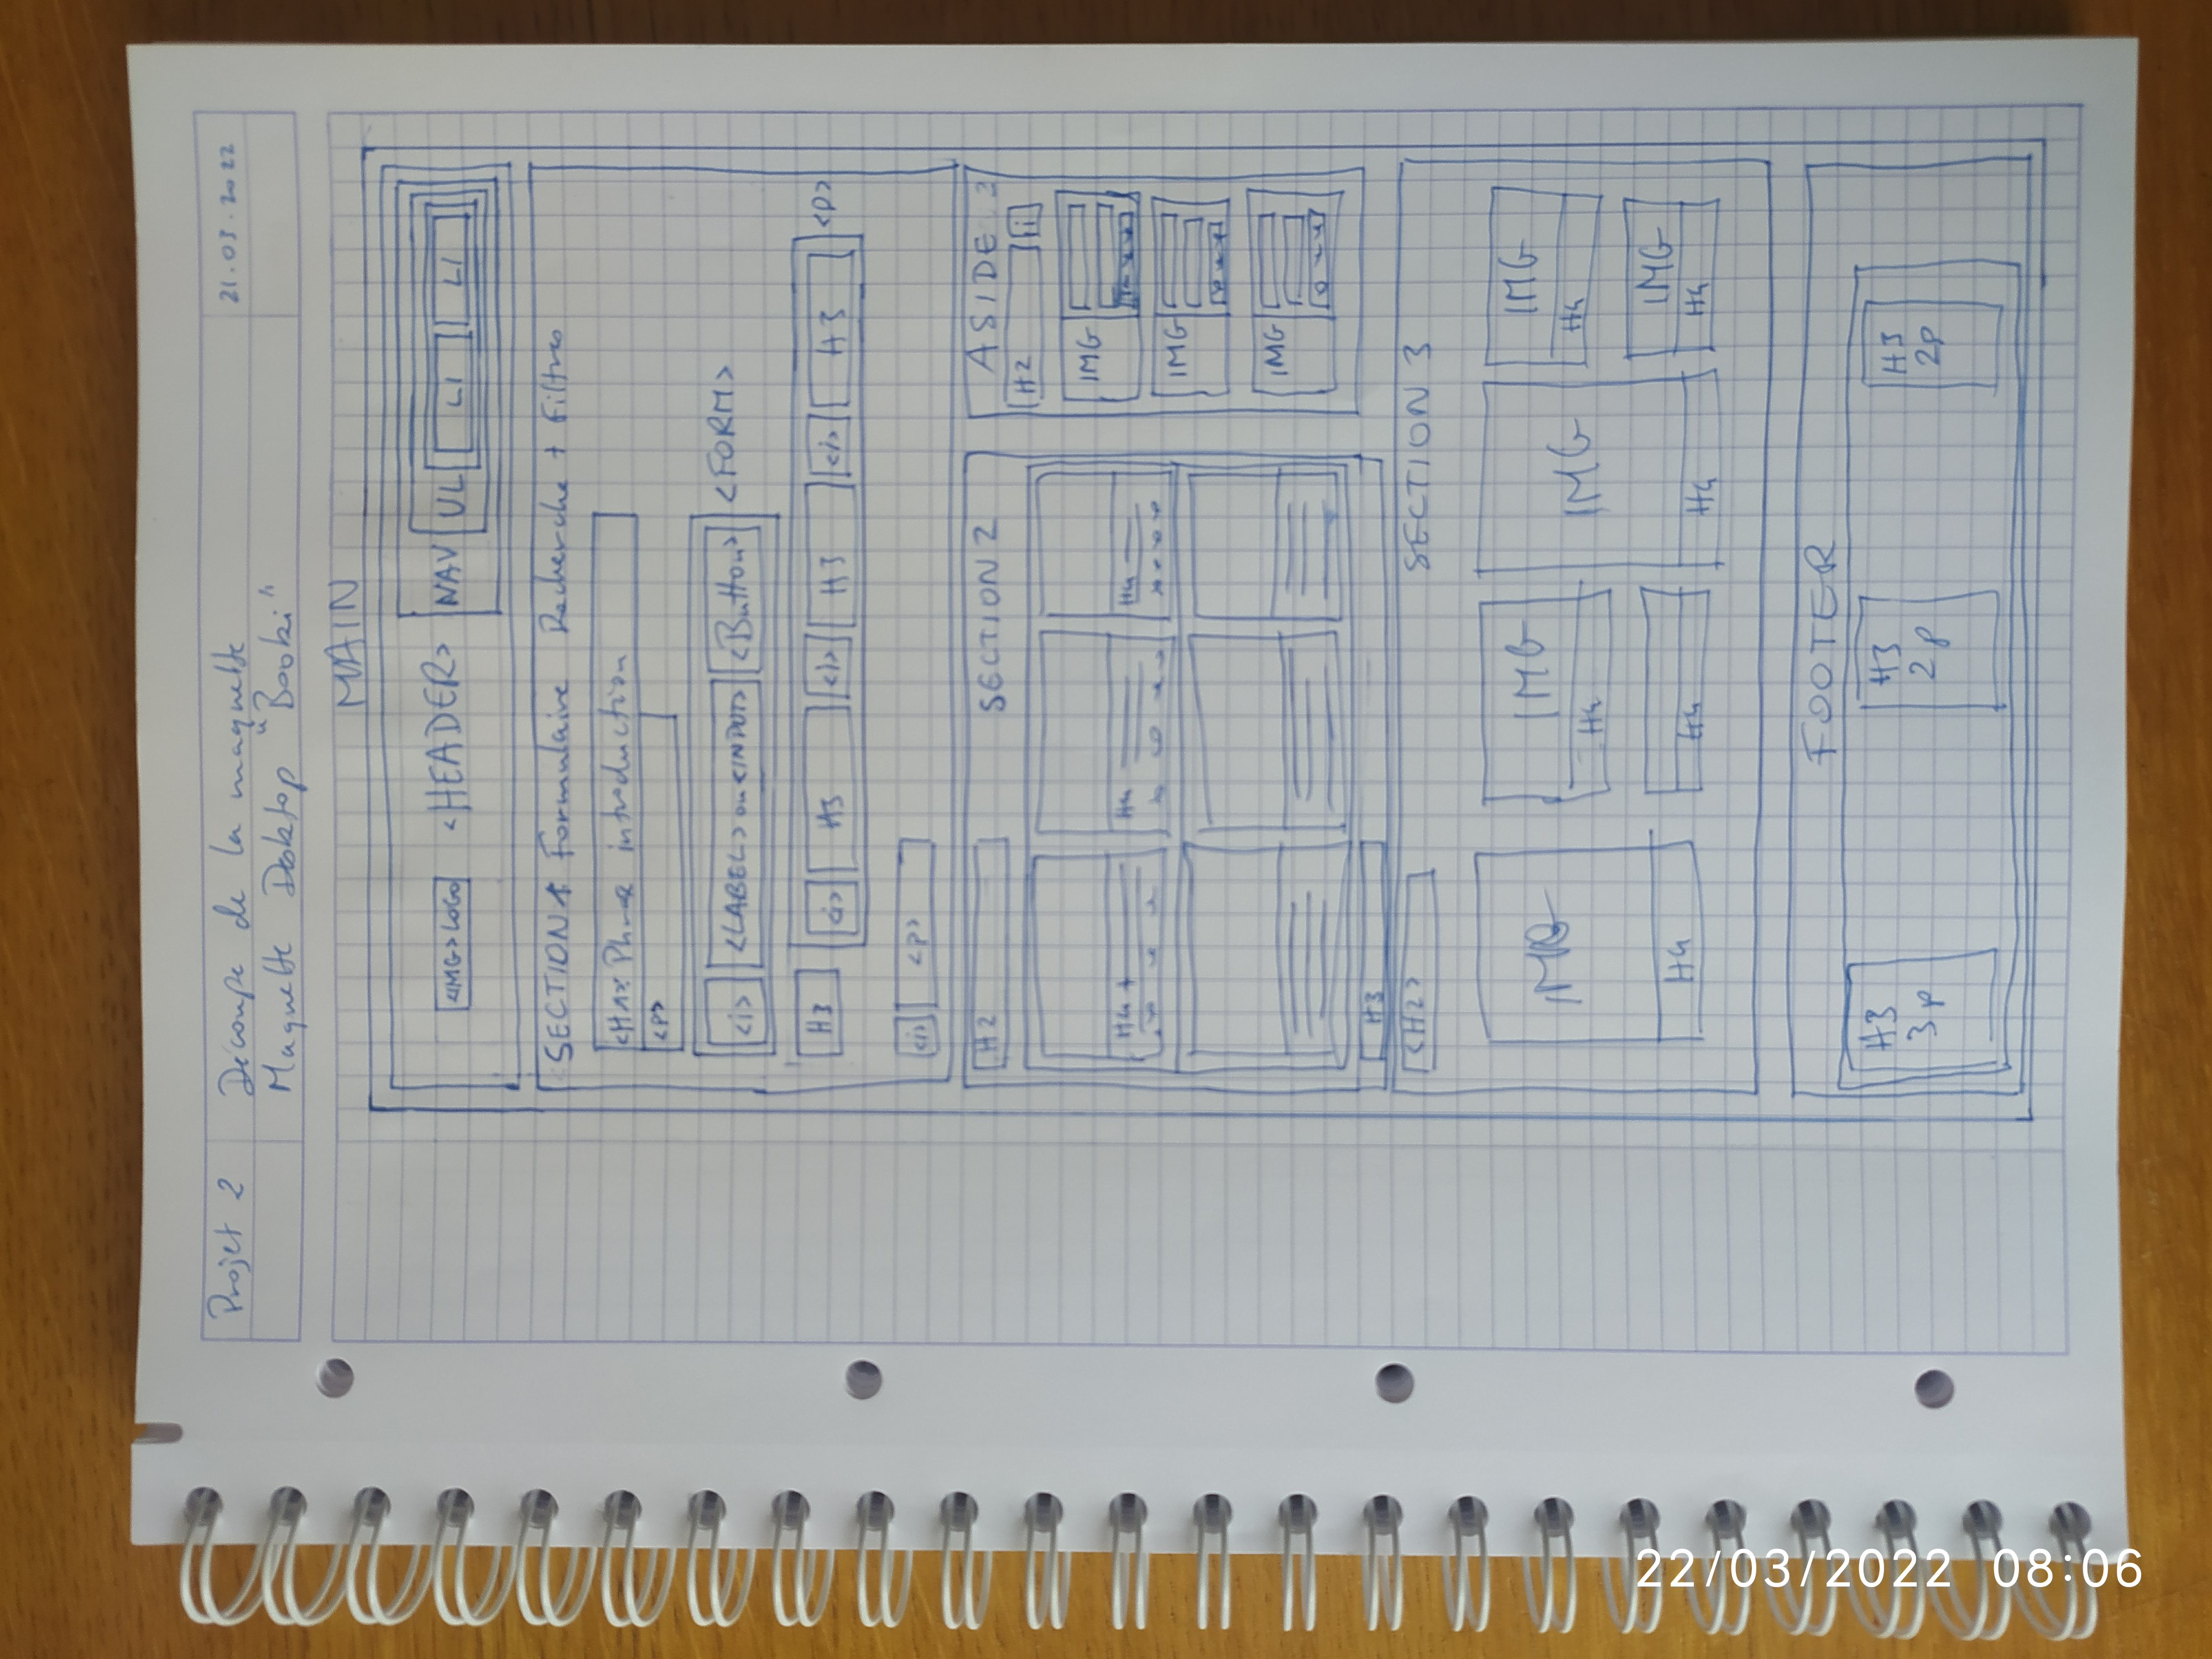 Projet 2
Découpe de la maquette
21.03.2022
Maquette Desktop "Booki"
MAIN
<IMG> LOGO <HEADER> NAV UL LI LI
SECTION 1 Formulaire Recherche + Filtres
<H1> Phrase introduction
<p>
<i> <LABEL> ou <INPUT> <Button> <FORM>
H3 <i> H3 <i> H3 <i> H3 <p>
<i> <p>
H2 SECTION 2
H4 + H4 H4
H3
ASIDE
H2 i
IMG
IMG
IMG
<H2> SECTION 3
IMG IMG IMG IMG
H4 H4
IMG
H4 H4 H4 H4
FOOTER
H3 H3 H3
3p 2p 2p
22/03/2022 08:06